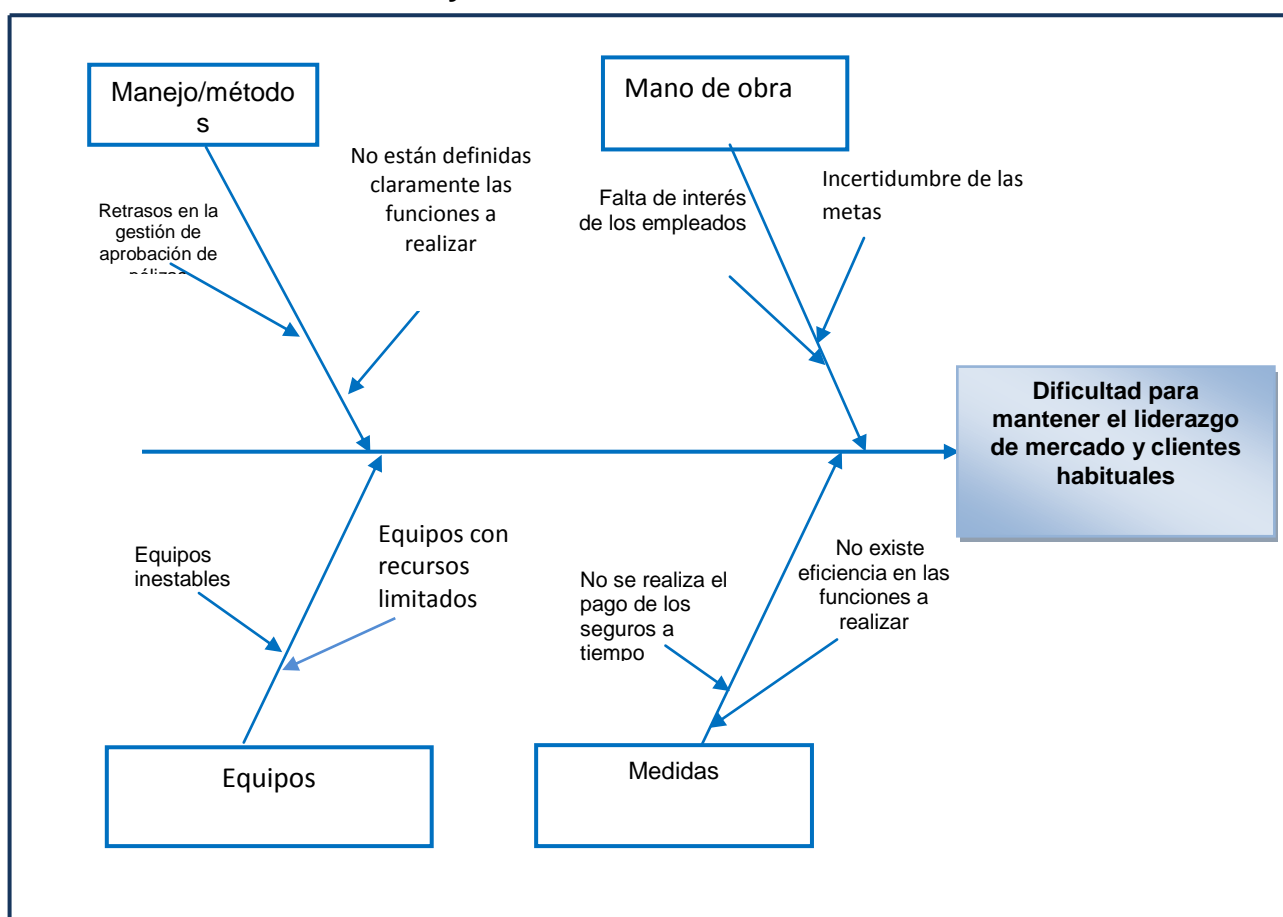 Manejo/método
s
Mano de obra
No están definidas
claramente las
funciones a
realizar
Retrasos en la
gestión de
aprobación de
Falta de interés
de los empleados
Incertidumbre de las
metas
Dificultad para
mantener el liderazgo
de mercado y clientes
habituales
Equipos
inestables
Equipos con
recursos
limitados
No se realiza el
pago de los
seguros a
tiempo
No existe
eficiencia en las
funciones a
realizar
Equipos
Medidas